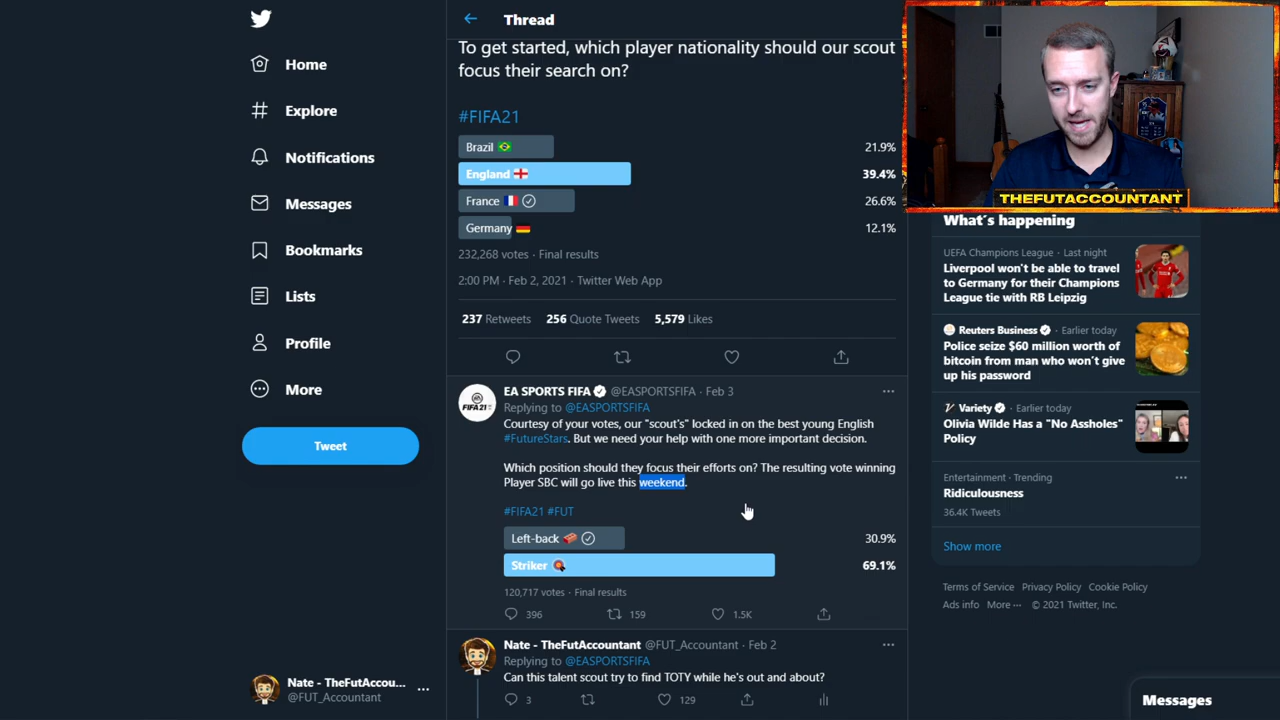 Thread
Home
Explore
Notifications
Messages
Bookmarks
Lists
Profile
More
Tweet
Nate - TheFutAccou...
@FUT_Accountant
To get started, which player nationality should our scout
focus their search on?
#FIFA21
Brazil 21.9%
England 39.4%
France 26.6%
Germany 12.1%
232,268 votes · Final results
2:00 PM · Feb 2, 2021 · Twitter Web App
237 Retweets 256 Quote Tweets 5,579 Likes
EA SPORTS FIFA @EASPORTSFIFA · Feb 3
Replying to @EASPORTSFIFA
Courtesy of your votes, our "scout's" locked in on the best young English
#FutureStars. But we need your help with one more important decision.
Which position should they focus their efforts on? The resulting vote winning
Player SBC will go live this weekend.
#FIFA21 #FUT
Left-back 30.9%
Striker 69.1%
120,717 votes · Final results
396 159 1.5K
Nate - TheFutAccountant @FUT_Accountant · Feb 2
Replying to @EASPORTSFIFA
Can this talent scout try to find TOTY while he's out and about?
3 129
THEFUTACCOUNTANT
What's happening
UEFA Champions League · Last night
Liverpool won't be able to travel
to Germany for their Champions
League tie with RB Leipzig
Reuters Business · Earlier today
Police seize $60 million worth of
bitcoin from man who won't give
up his password
Variety · Earlier today
Olivia Wilde Has a "No Assholes"
Policy
Entertainment · Trending
Ridiculousness
36.4K Tweets
Show more
Terms of Service Privacy Policy Cookie Policy
Ads info More ··· © 2021 Twitter, Inc.
Messages